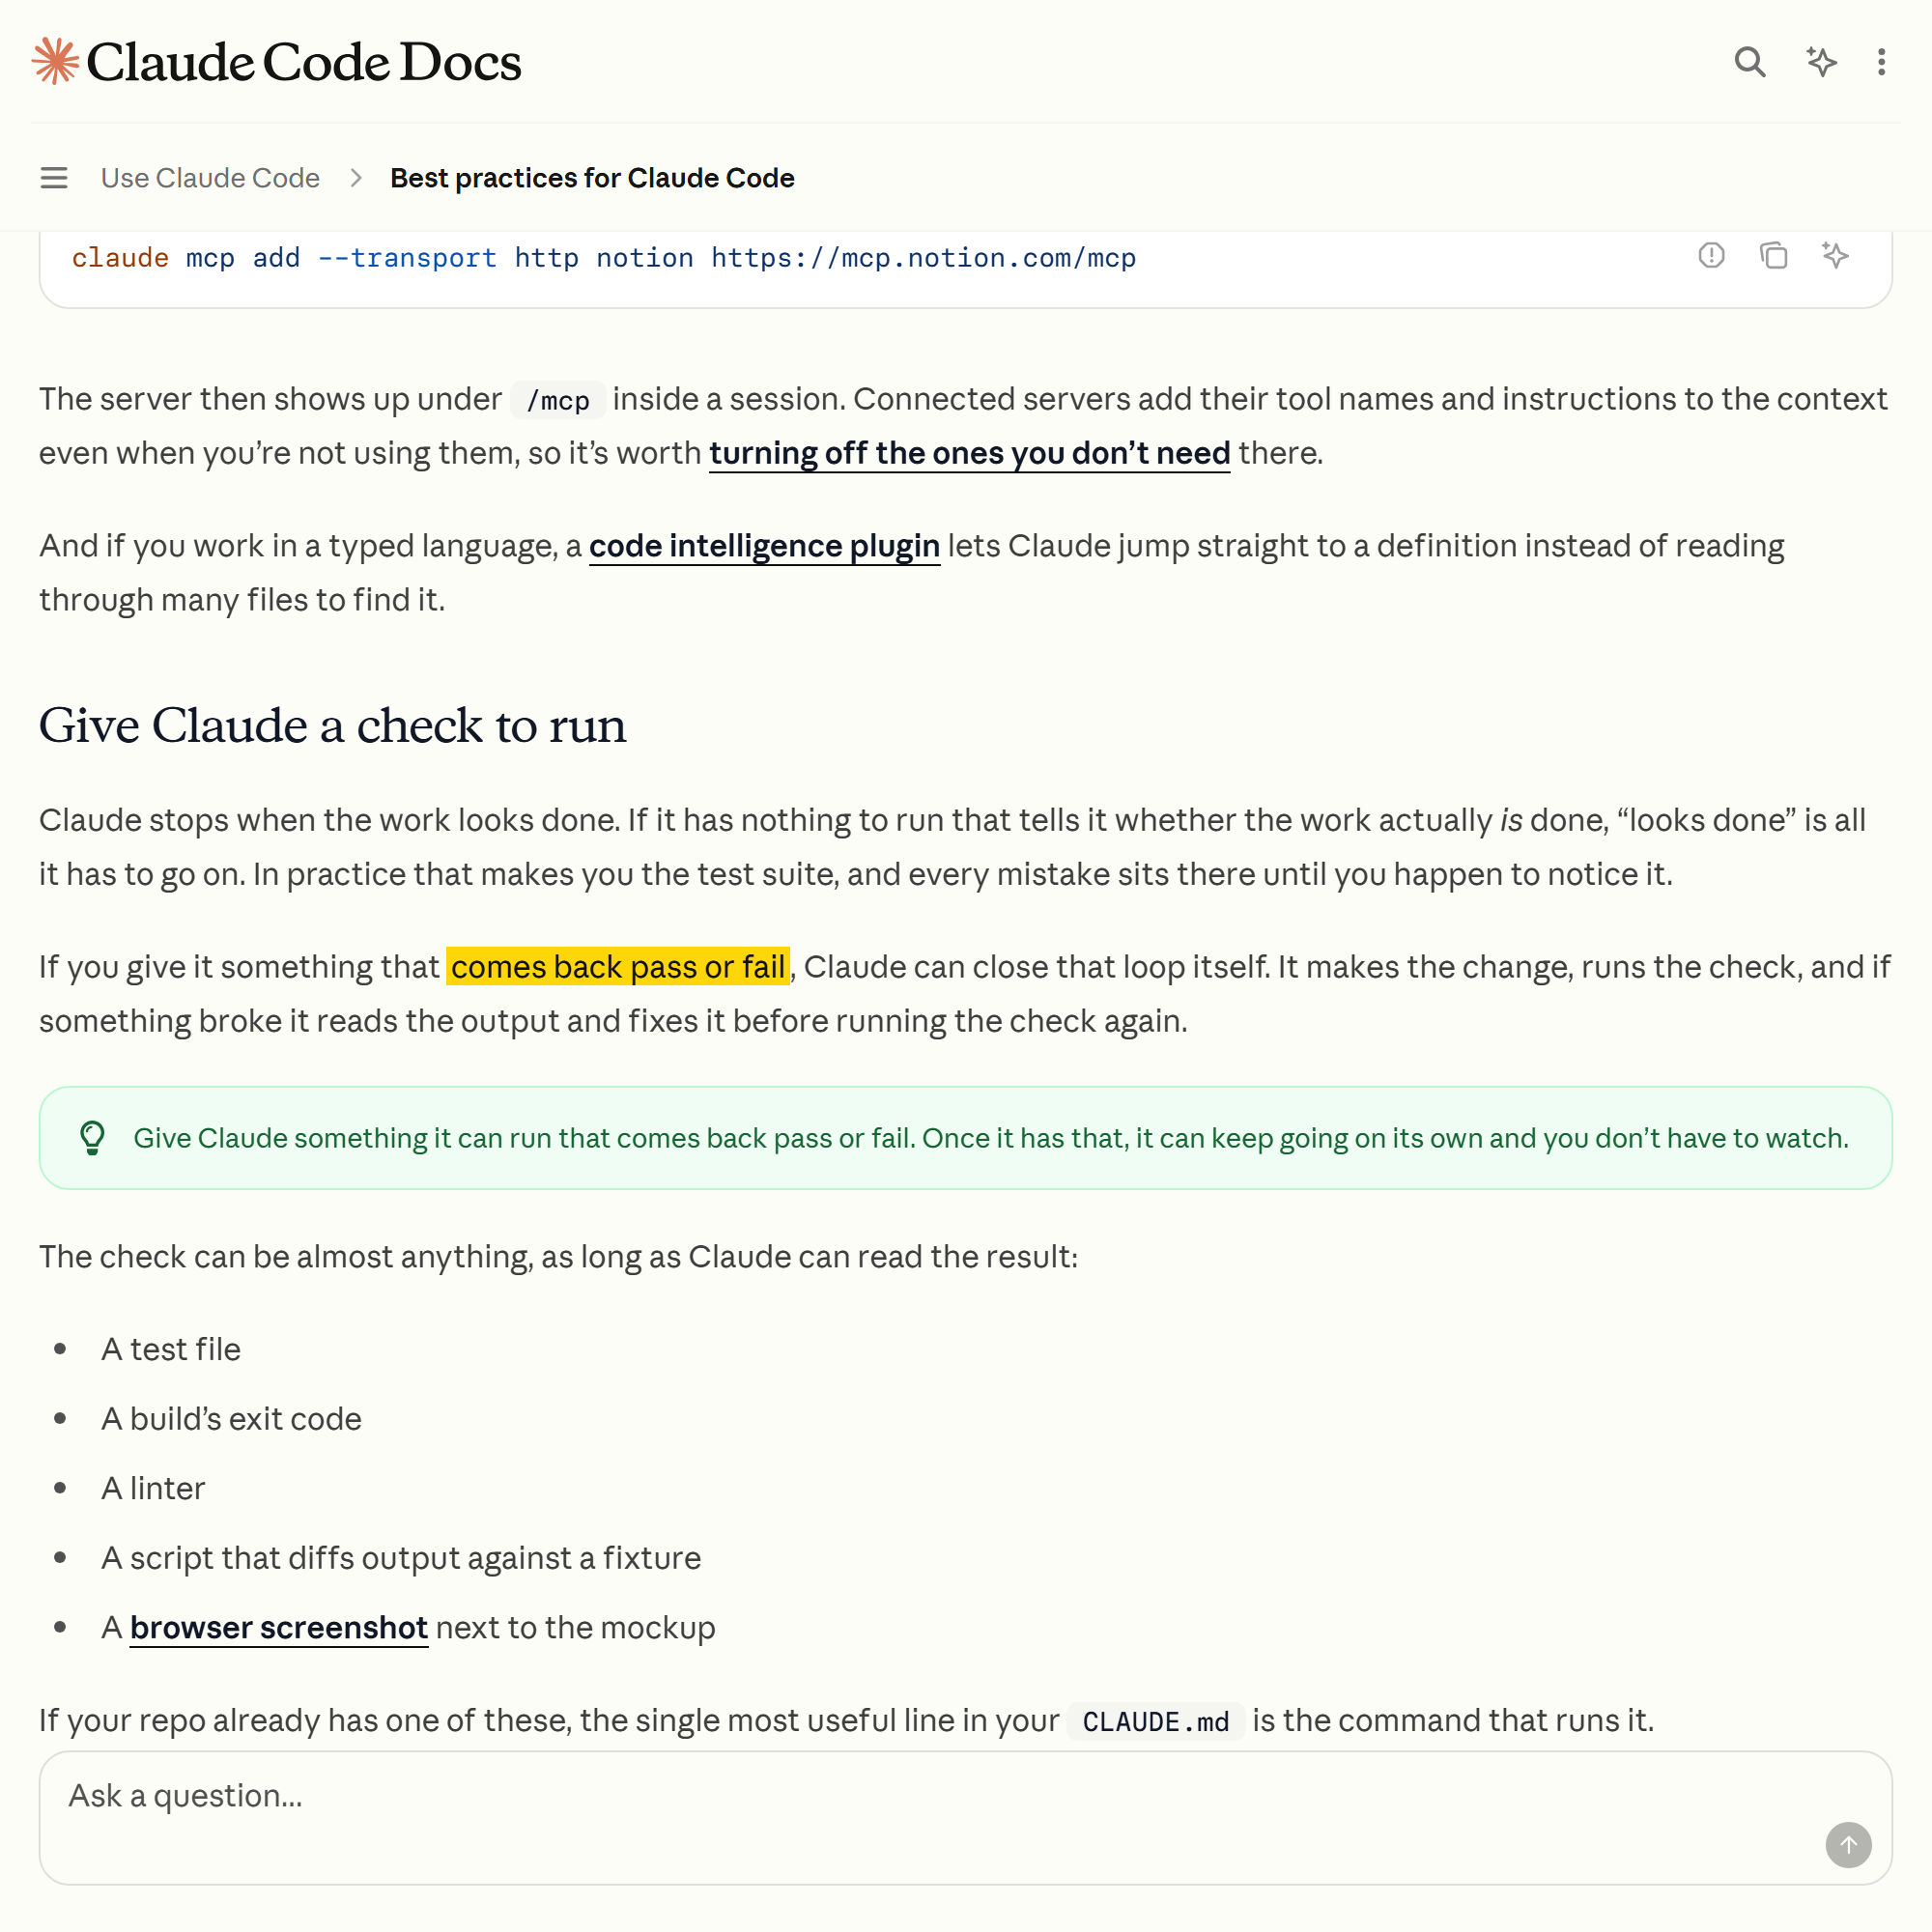 Claude Code Docs
Use Claude Code > Best practices for Claude Code
claude mcp add --transport http notion https://mcp.notion.com/mcp
The server then shows up under /mcp inside a session. Connected servers add their tool names and instructions to the context
even when you’re not using them, so it’s worth turning off the ones you don’t need there.
And if you work in a typed language, a code intelligence plugin lets Claude jump straight to a definition instead of reading
through many files to find it.
Give Claude a check to run
Claude stops when the work looks done. If it has nothing to run that tells it whether the work actually is done, “looks done” is all
it has to go on. In practice that makes you the test suite, and every mistake sits there until you happen to notice it.
If you give it something that comes back pass or fail, Claude can close that loop itself. It makes the change, runs the check, and if
something broke it reads the output and fixes it before running the check again.
Give Claude something it can run that comes back pass or fail. Once it has that, it can keep going on its own and you don’t have to watch.
The check can be almost anything, as long as Claude can read the result:
• A test file
• A build’s exit code
• A linter
• A script that diffs output against a fixture
• A browser screenshot next to the mockup
If your repo already has one of these, the single most useful line in your CLAUDE.md is the command that runs it.
Ask a question...